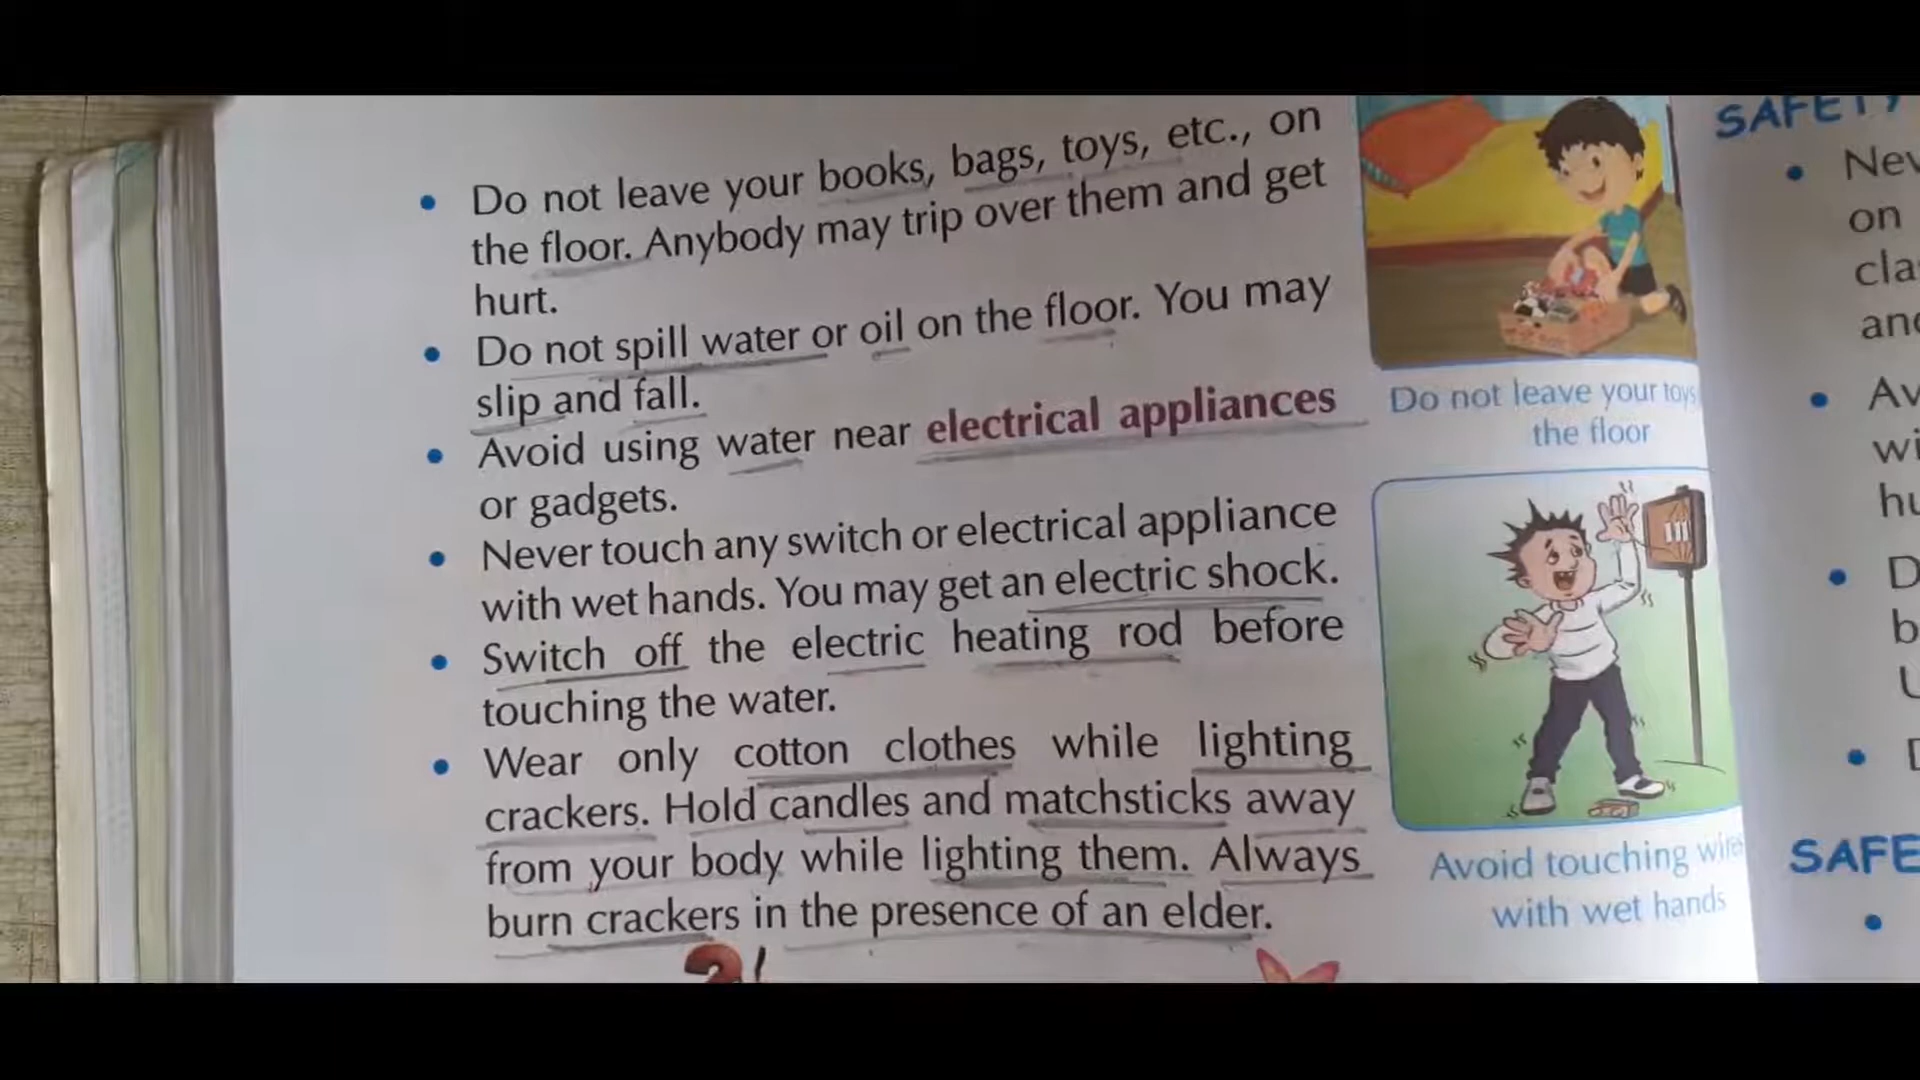 Do not leave your books, bags, toys, etc., on
the floor. Anybody may trip over them and get
hurt.
Do not spill water or oil on the floor. You may
slip and fall.
Avoid using water near electrical appliances
or gadgets.
Never touch any switch or electrical appliance
with wet hands. You may get an electric shock.
Switch off the electric heating rod before
touching the water.
Wear only cotton clothes while lighting
crackers. Hold candles and matchsticks away
from your body while lighting them. Always
burn crackers in the presence of an elder.
Do not leave your toys
the floor
Avoid touching wires
with wet hands
SAFETY
on
and